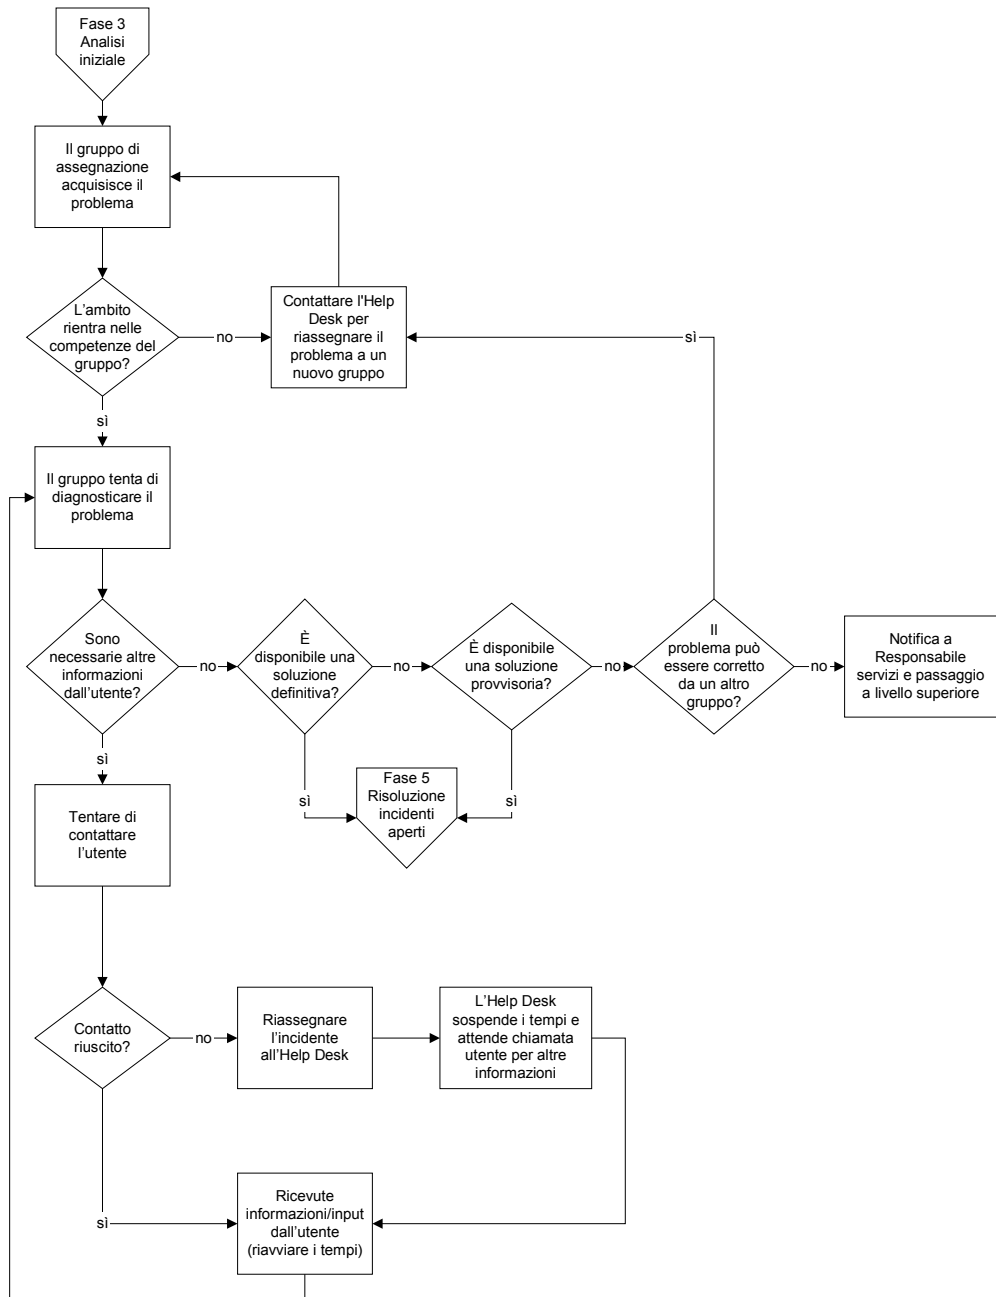 Fase 3
Analisi
iniziale
Il gruppo di
assegnazione
acquisisce il
problema
L'ambito
rientra nelle
competenze del
gruppo?
no
Contattare l'Help
Desk per
riassegnare il
problema a un
nuovo gruppo
sì
sì
Il gruppo tenta di
diagnosticare il
problema
Sono
necessarie altre
informazioni
dall'utente?
no
È
disponibile una
soluzione
definitiva?
no
È disponibile
una soluzione
provvisoria?
no
Il
problema può
essere corretto
da un altro
gruppo?
no
Notifica a
Responsabile
servizi e passaggio
a livello superiore
sì
sì
Fase 5
Risoluzione
incidenti
aperti
sì
Tentare di
contattare
l'utente
Contatto
riuscito?
no
Riassegnare
l'incidente
all'Help Desk
L'Help Desk
sospende i tempi e
attende chiamata
utente per altre
informazioni
sì
Ricevute
informazioni/input
dall'utente
(riavviare i tempi)